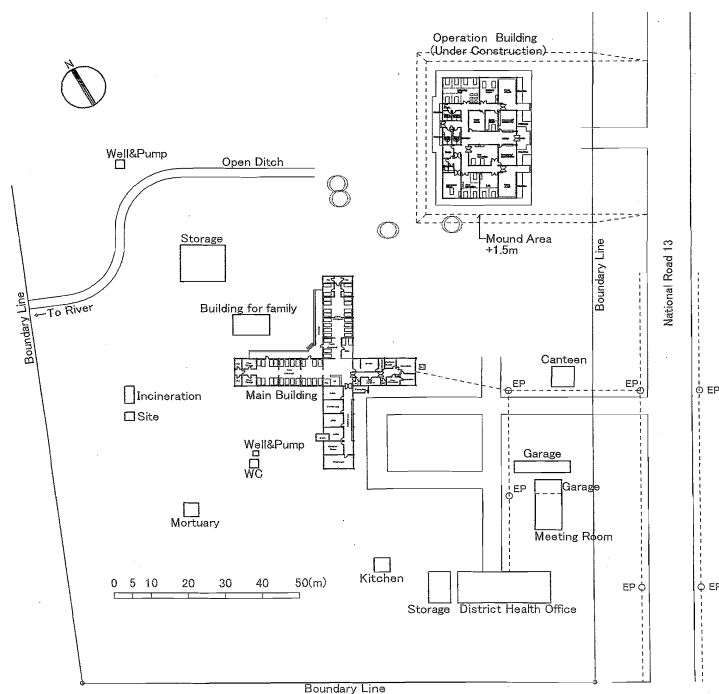 Operation Building
(Under Construction)
N
Well&Pump
Open Ditch
Storage
Mound Area
+1.5m
Boundary Line
National Road 13
Building for family
←To River
Boundary Line
Canteen
EP
EP
EP
Main Building
Incineration
Site
Well&Pump
WC
Garage
Garage
EP
Mortuary
Meeting Room
Kitchen
0 5 10 20 30 40 50(m)
EP
EP
Storage
District Health Office
Boundary Line